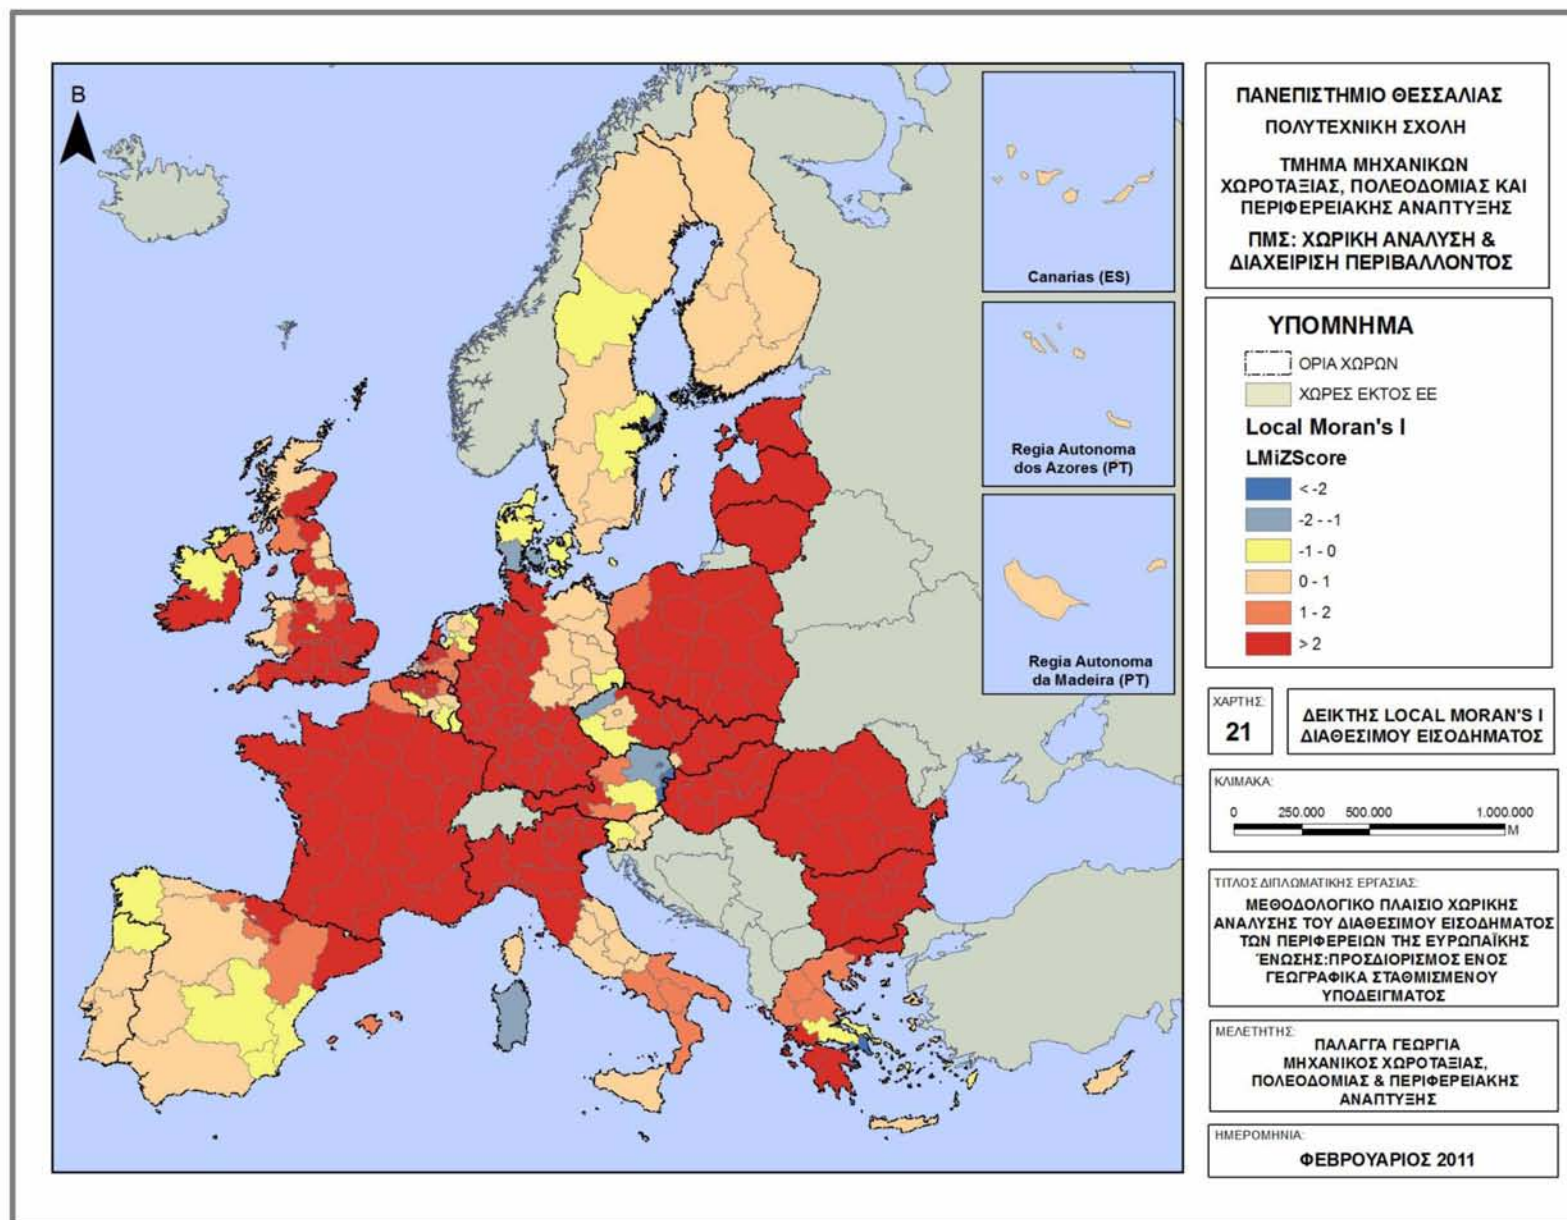 B
Canarias (ES)
Regia Autonoma
dos Azores (PT)
Regia Autonoma
da Madeira (PT)
ΠΑΝΕΠΙΣΤΗΜΙΟ ΘΕΣΣΑΛΙΑΣ
ΠΟΛΥΤΕΧΝΙΚΗ ΣΧΟΛΗ
ΤΜΗΜΑ ΜΗΧΑΝΙΚΩΝ
ΧΩΡΟΤΑΞΙΑΣ, ΠΟΛΕΟΔΟΜΙΑΣ ΚΑΙ
ΠΕΡΙΦΕΡΕΙΑΚΗΣ ΑΝΑΠΤΥΞΗΣ
ΠΜΣ: ΧΩΡΙΚΗ ΑΝΑΛΥΣΗ &
ΔΙΑΧΕΙΡΙΣΗ ΠΕΡΙΒΑΛΛΟΝΤΟΣ
ΥΠΟΜΝΗΜΑ
ΟΡΙΑ ΧΩΡΩΝ
ΧΩΡΕΣ ΕΚΤΟΣ ΕΕ
Local Moran's I
LMiZScore
< -2
-2 - -1
-1 - 0
0 - 1
1 - 2
> 2
ΧΑΡΤΗΣ:
21
ΔΕΙΚΤΗΣ LOCAL MORAN'S I
ΔΙΑΘΕΣΙΜΟΥ ΕΙΣΟΔΗΜΑΤΟΣ
ΚΛΙΜΑΚΑ:
0 250.000 500.000 1.000.000
M
ΤΙΤΛΟΣ ΔΙΠΛΩΜΑΤΙΚΗΣ ΕΡΓΑΣΙΑΣ:
ΜΕΘΟΔΟΛΟΓΙΚΟ ΠΛΑΙΣΙΟ ΧΩΡΙΚΗΣ
ΑΝΑΛΥΣΗΣ ΤΟΥ ΔΙΑΘΕΣΙΜΟΥ ΕΙΣΟΔΗΜΑΤΟΣ
ΤΩΝ ΠΕΡΙΦΕΡΕΙΩΝ ΤΗΣ ΕΥΡΩΠΑΪΚΗΣ
ΈΝΩΣΗΣ:ΠΡΟΣΔΙΟΡΙΣΜΟΣ ΕΝΟΣ
ΓΕΩΓΡΑΦΙΚΑ ΣΤΑΘΜΙΣΜΕΝΟΥ
ΥΠΟΔΕΙΓΜΑΤΟΣ
ΜΕΛΕΤΗΤΗΣ:
ΠΑΛΑΓΓΑ ΓΕΩΡΓΙΑ
ΜΗΧΑΝΙΚΟΣ ΧΩΡΟΤΑΞΙΑΣ,
ΠΟΛΕΟΔΟΜΙΑΣ & ΠΕΡΙΦΕΡΕΙΑΚΗΣ
ΑΝΑΠΤΥΞΗΣ
ΗΜΕΡΟΜΗΝΙΑ:
ΦΕΒΡΟΥΑΡΙΟΣ 2011